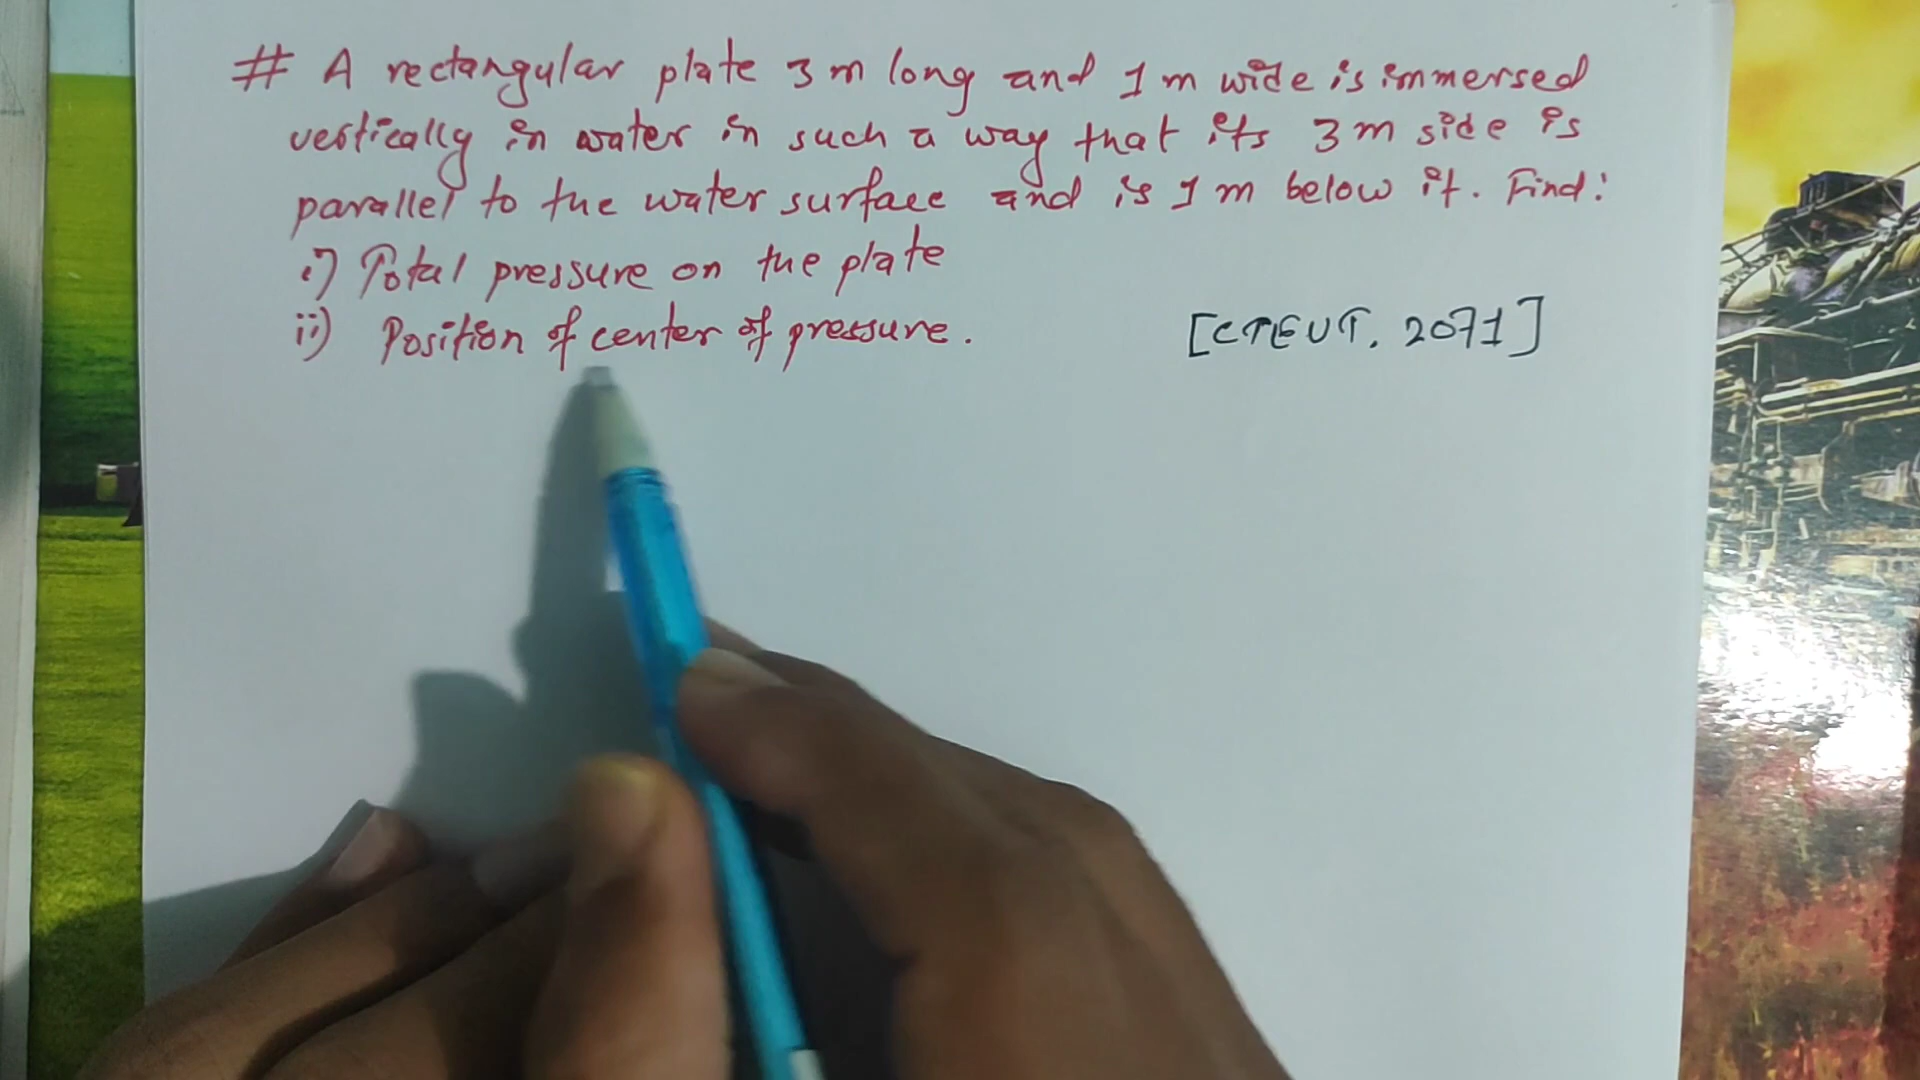 # A rectangular plate 3 m long and 1 m wide is immersed
vertically in water in such a way that its 3 m side is
parallel to the water surface and is 1 m below it. Find:
i) Total pressure on the plate
ii) Position of center of pressure. [CTEVT, 2071]